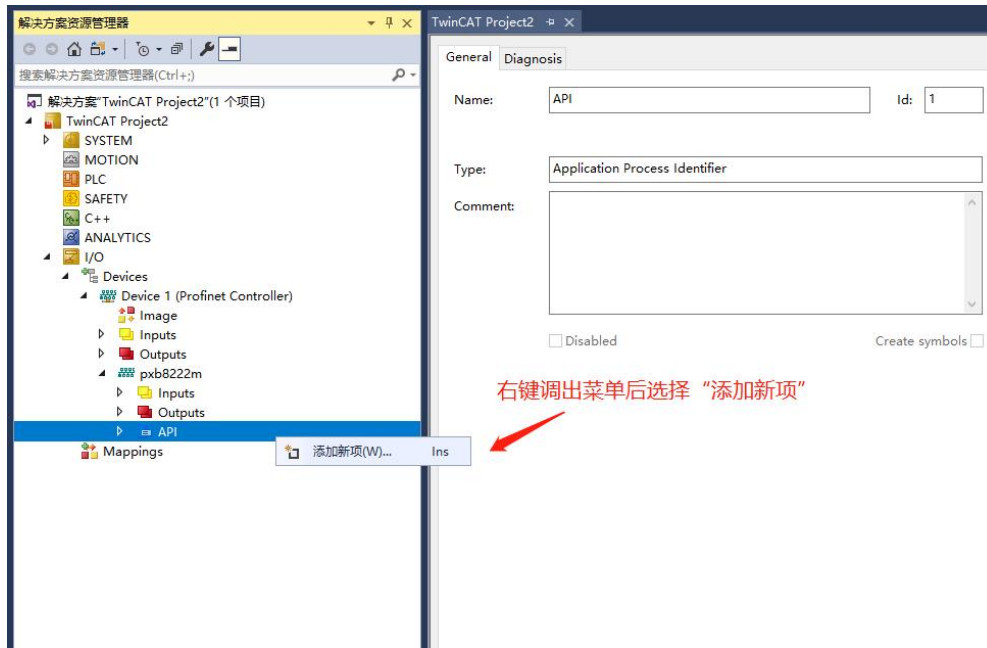 解决方案资源管理器
搜索解决方案资源管理器(Ctrl+;)
解决方案"TwinCAT Project2"(1 个项目)
TwinCAT Project2
SYSTEM
MOTION
PLC
SAFETY
C++
ANALYTICS
I/O
Devices
Device 1 (Profinet Controller)
Image
Inputs
Outputs
pxb8222m
Inputs
Outputs
API
Mappings
添加新项(W)... Ins
TwinCAT Project2
General Diagnosis
Name: API Id: 1
Type: Application Process Identifier
Comment:
Disabled Create symbols
右键调出菜单后选择“添加新项”